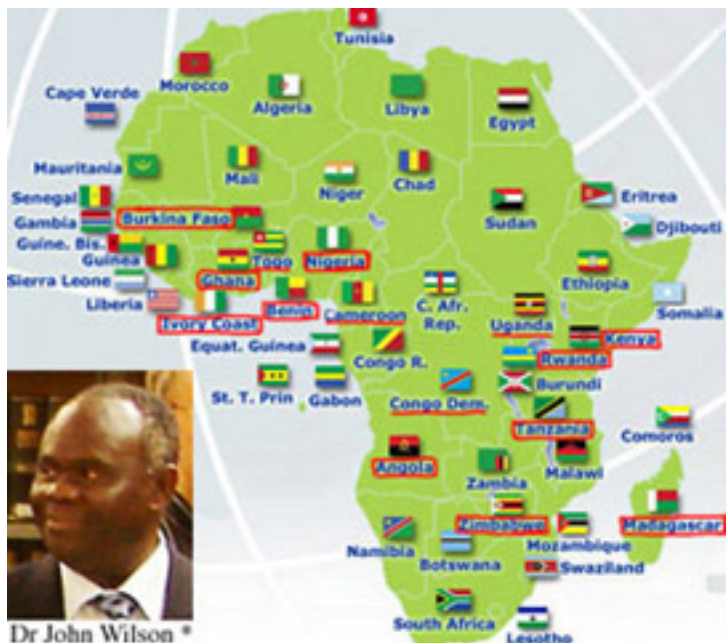 Tunisia
Morocco
Algeria
Libya
Egypt
Cape Verde
Mauritania
Mali
Niger
Chad
Sudan
Eritrea
Djibouti
Senegal
Gambia
Burkina Faso
Guine. Bis.
Guinea
Ghana
Togo
Nigeria
Ethiopia
Sierra Leone
Liberia
Ivory Coast
Benin
Cameroon
C. Afr.
Rep.
Uganda
Kenya
Somalia
Equat. Guinea
Congo R.
Rwanda
St. T. Prin
Gabon
Congo Dem.
Burundi
Tanzania
Comoros
Angola
Zambia
Malawi
Zimbabwe
Madagascar
Namibia
Botswana
Mozambique
Swaziland
South Africa
Lesotho
Dr John Wilson *